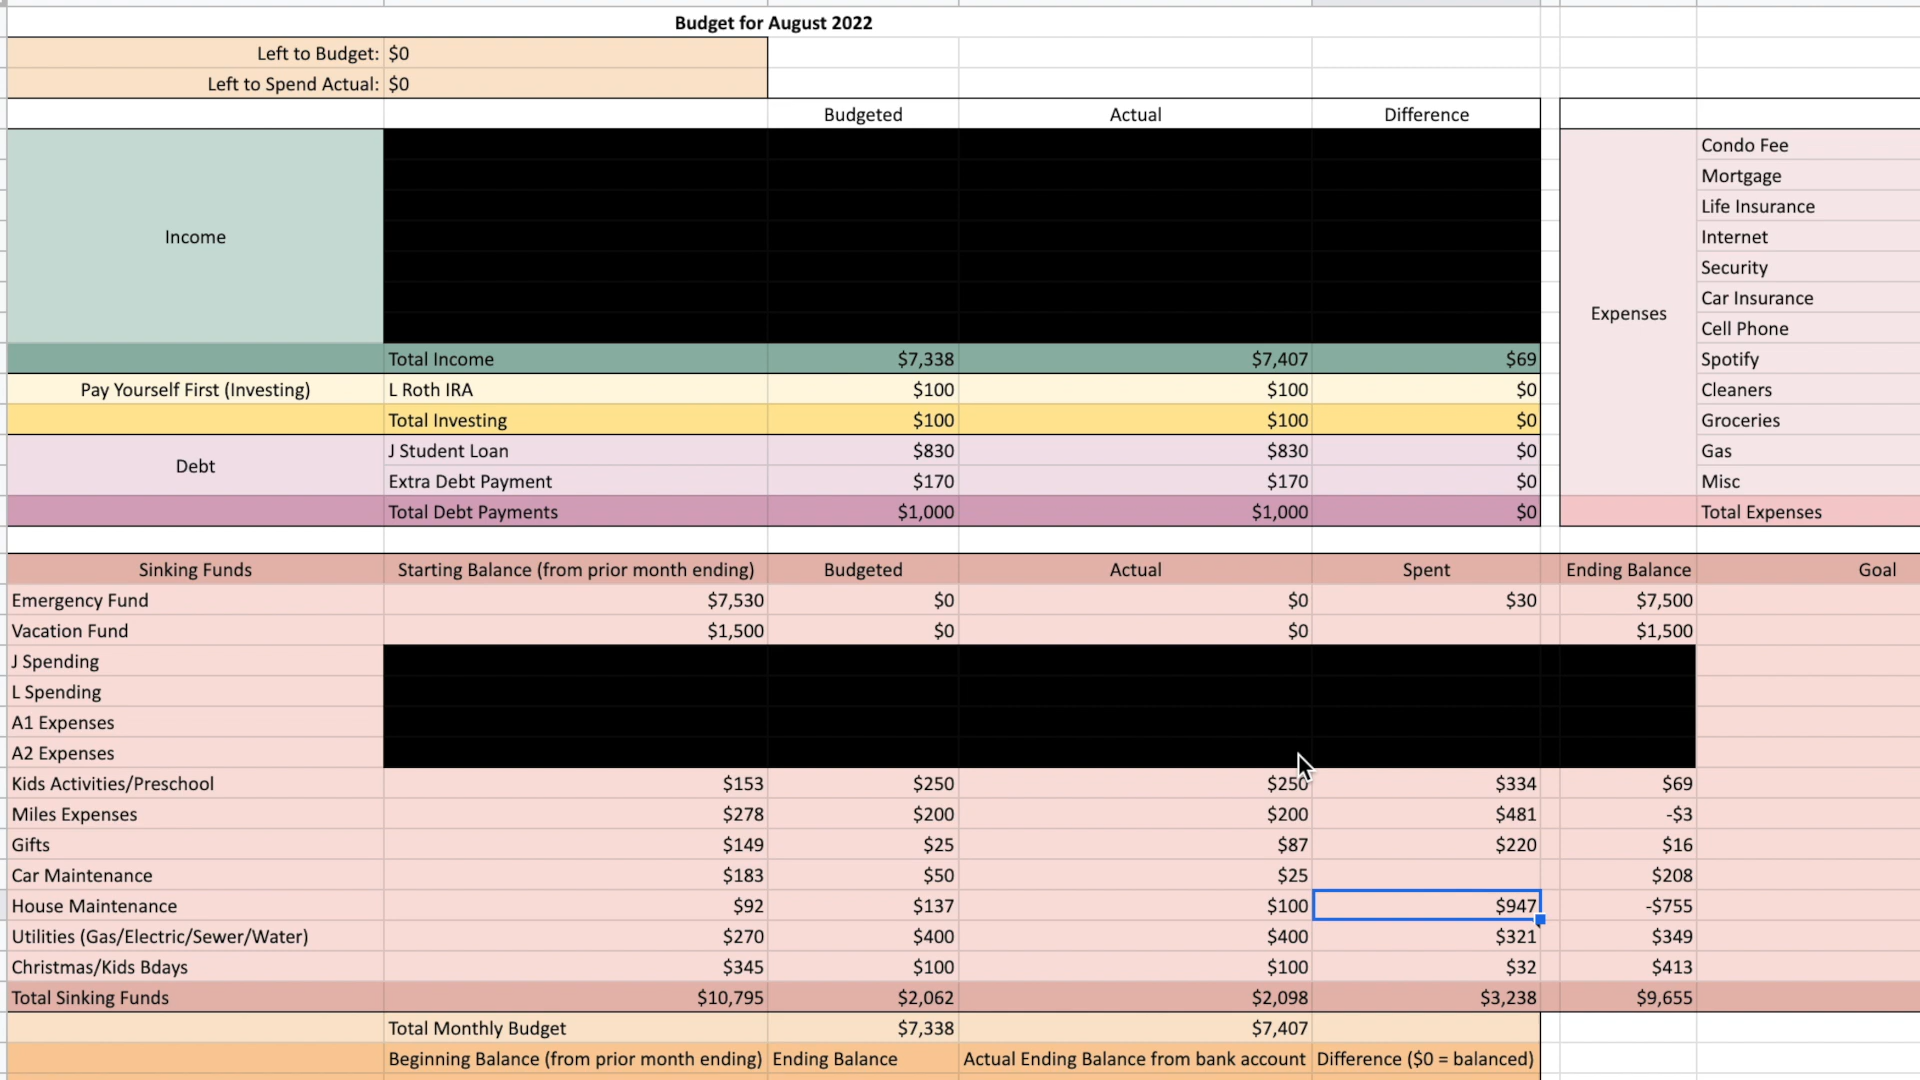 Budget for August 2022
Left to Budget: $0
Left to Spend Actual: $0
Budgeted Actual Difference
Condo Fee
Mortgage
Life Insurance
Income Internet
Security
Car Insurance
Expenses
Cell Phone
Total Income $7,338 $7,407 $69 Spotify
Pay Yourself First (Investing) L Roth IRA $100 $100 $0 Cleaners
Total Investing $100 $100 $0 Groceries
Debt
J Student Loan $830 $830 $0 Gas
Extra Debt Payment $170 $170 $0 Misc
Total Debt Payments $1,000 $1,000 $0 Total Expenses
Sinking Funds Starting Balance (from prior month ending) Budgeted Actual Spent Ending Balance Goal
Emergency Fund $7,530 $0 $0 $30 $7,500
Vacation Fund $1,500 $0 $0 $1,500
J Spending
L Spending
A1 Expenses
A2 Expenses
Kids Activities/Preschool $153 $250 $250 $334 $69
Miles Expenses $278 $200 $200 $481 -$3
Gifts $149 $25 $87 $220 $16
Car Maintenance $183 $50 $25 $208
House Maintenance $92 $137 $100 $947 -$755
Utilities (Gas/Electric/Sewer/Water) $270 $400 $400 $321 $349
Christmas/Kids Bdays $345 $100 $100 $32 $413
Total Sinking Funds $10,795 $2,062 $2,098 $3,238 $9,655
Total Monthly Budget $7,338 $7,407
Beginning Balance (from prior month ending) Ending Balance Actual Ending Balance from bank account Difference ($0 = balanced)